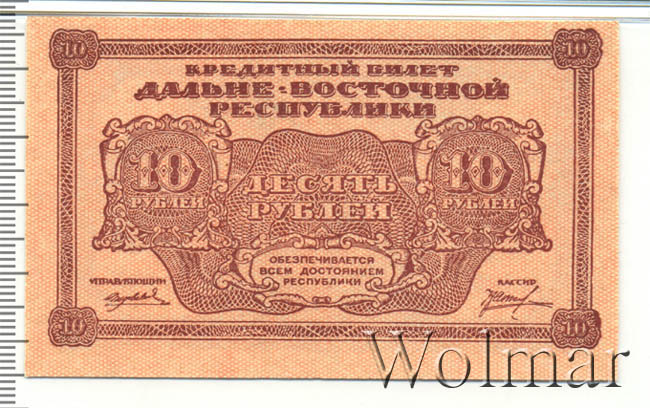 10 10
КРЕДИТНЫЙ БИЛЕТ
ДАЛЬНЕ-ВОСТОЧНОЙ
РЕСПУБЛИКИ
10 РУБЛЕЙ
ДЕСЯТЬ
РУБЛЕЙ
10 РУБЛЕЙ
ОБЕСПЕЧИВАЕТСЯ
ВСЕМ ДОСТОЯНИЕМ
РЕСПУБЛИКИ
УПРАВЛЯЮЩИЙ
КАССИР
10 10
Wolmar